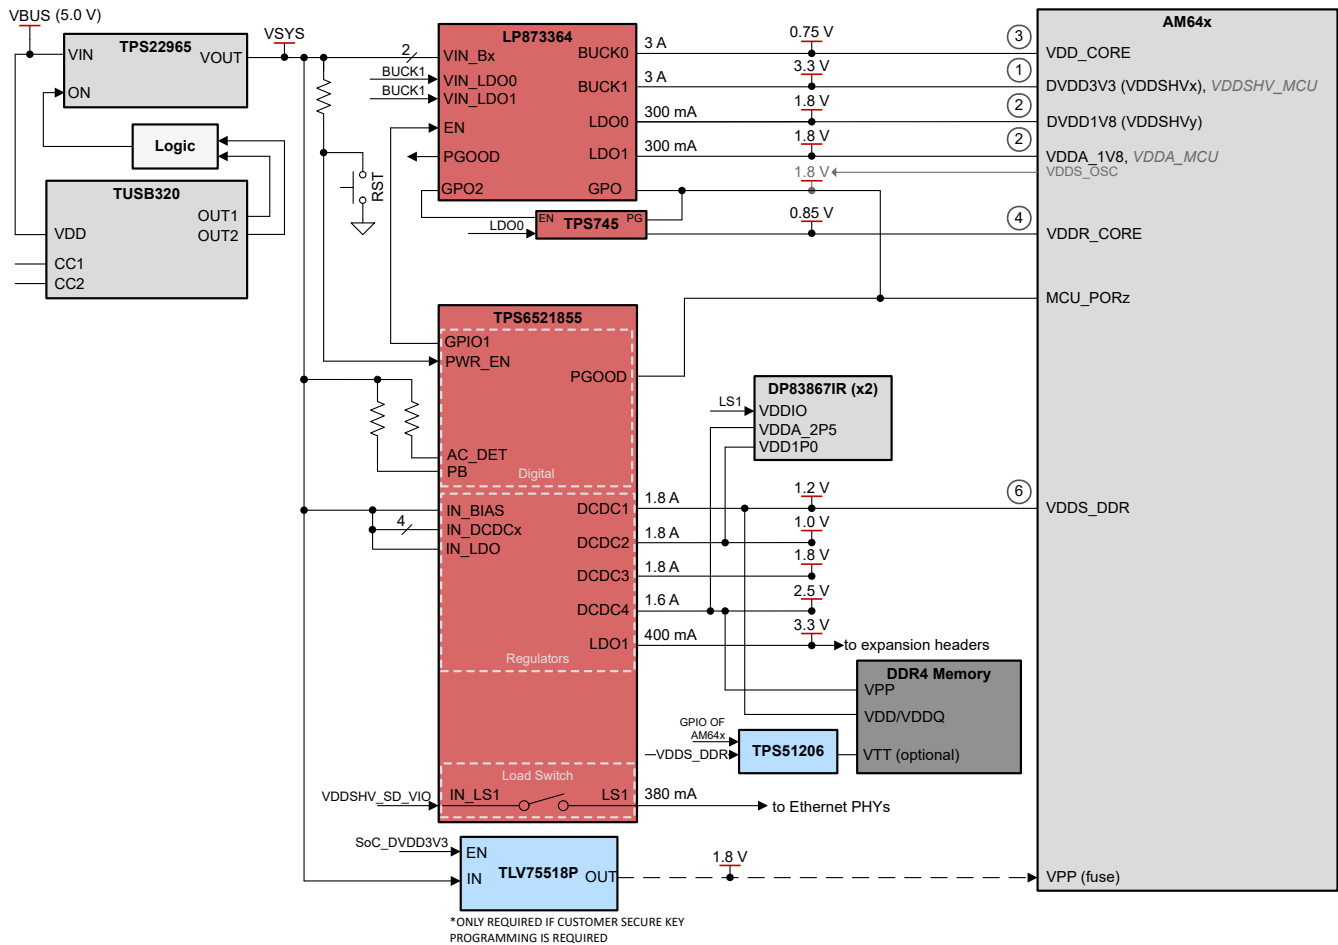 VBUS (5.0 V)
TPS22965
VIN
VOUT
ON
VSYS
Logic
TUSB320
OUT1
OUT2
VDD
CC1
CC2
RST
LP873364
2
VIN_Bx
BUCK1
VIN_LDO0
BUCK1
VIN_LDO1
EN
PGOOD
GPO2
BUCK0
BUCK1
LDO0
LDO1
GPO
3 A
3 A
300 mA
300 mA
0.75 V
3.3 V
1.8 V
1.8 V
1.8 V
LDO0
EN
TPS745
PG
0.85 V
AM64x
3
VDD_CORE
1
DVDD3V3 (VDDSHVx), VDDSHV_MCU
2
DVDD1V8 (VDDSHVy)
2
VDDA_1V8, VDDA_MCU
VDDS_OSC
4
VDDR_CORE
MCU_PORz
6
VDDS_DDR
VPP (fuse)
TPS6521855
GPIO1
PWR_EN
PGOOD
AC_DET
PB
Digital
IN_BIAS
4
IN_DCDCx
IN_LDO
DCDC1
DCDC2
DCDC3
DCDC4
LDO1
Regulators
1.8 A
1.8 A
1.8 A
1.6 A
400 mA
1.2 V
1.0 V
1.8 V
2.5 V
3.3 V
to expansion headers
DP83867IR (x2)
LS1
VDDIO
VDDA_2P5
VDD1P0
DDR4 Memory
VPP
VDD/VDDQ
VTT (optional)
GPIO OF
AM64x
VDDS_DDR
TPS51206
Load Switch
VDDSHV_SD_VIO
IN_LS1
LS1
380 mA
to Ethernet PHYs
SoC_DVDD3V3
EN
IN
TLV75518P
OUT
1.8 V
*ONLY REQUIRED IF CUSTOMER SECURE KEY
PROGRAMMING IS REQUIRED